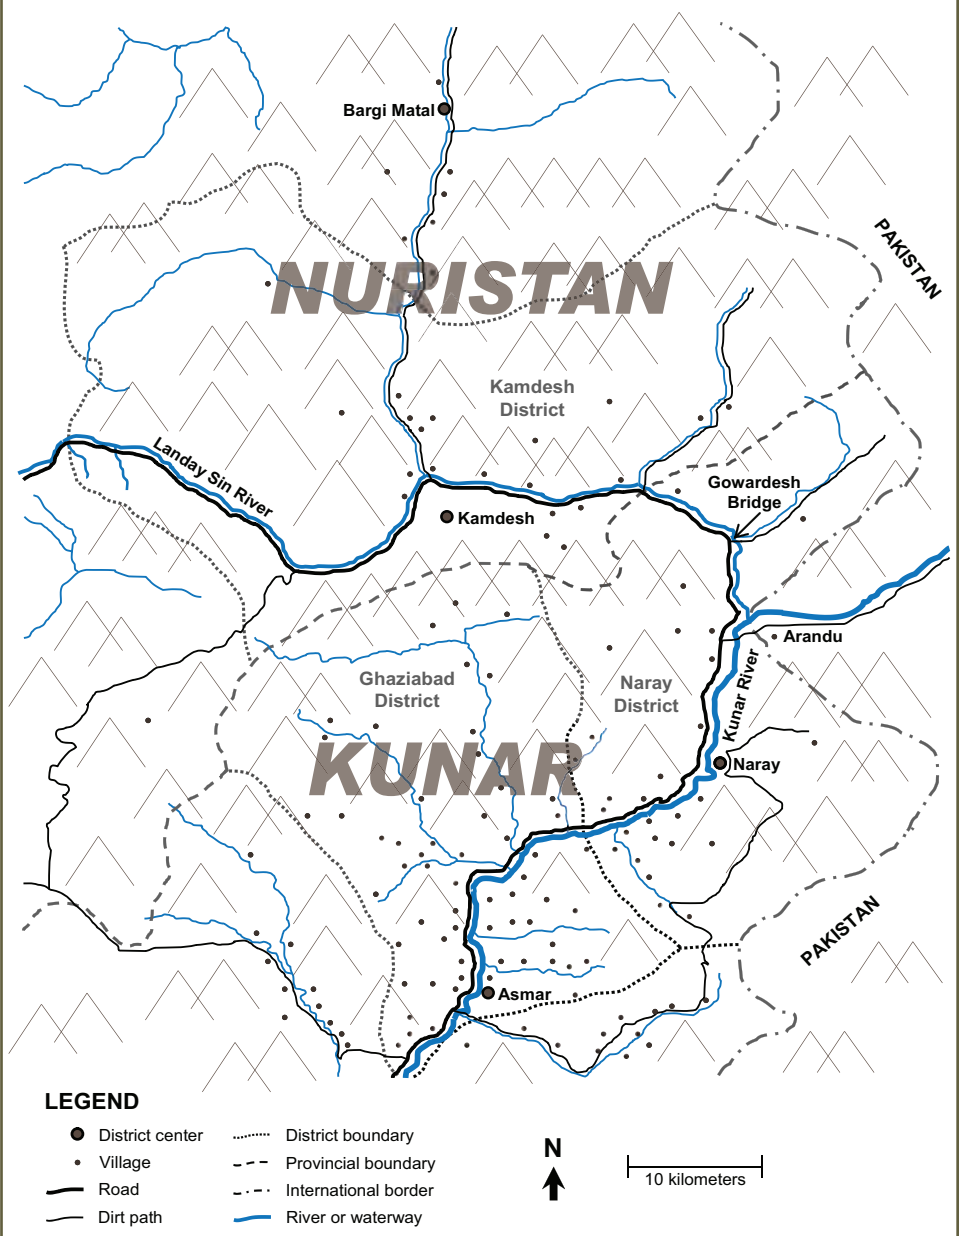 Bargi Matal
PAKISTAN
NURISTAN
Kamdesh
District
Landay Sin River
Gowardesh
Bridge
Kamdesh
Arandu
Ghaziabad
District
Naray
District
Kunar River
KUNAR
Naray
PAKISTAN
Asmar
LEGEND
District center
Village
Road
Dirt path
District boundary
Provincial boundary
International border
River or waterway
N
10 kilometers